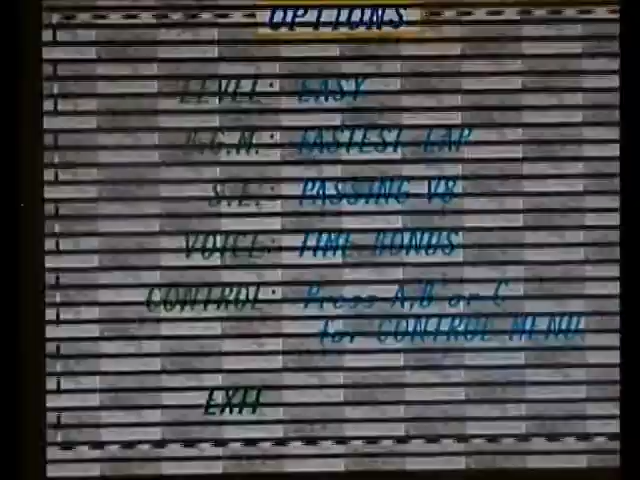 OPTIONS
LEVEL: EASY
B.G.M.: FASTEST LAP
S.E.: PASSING V8
VOICE: TIME BONUS
CONTROL: Press A,B or C
for CONTROL MENU
EXIT